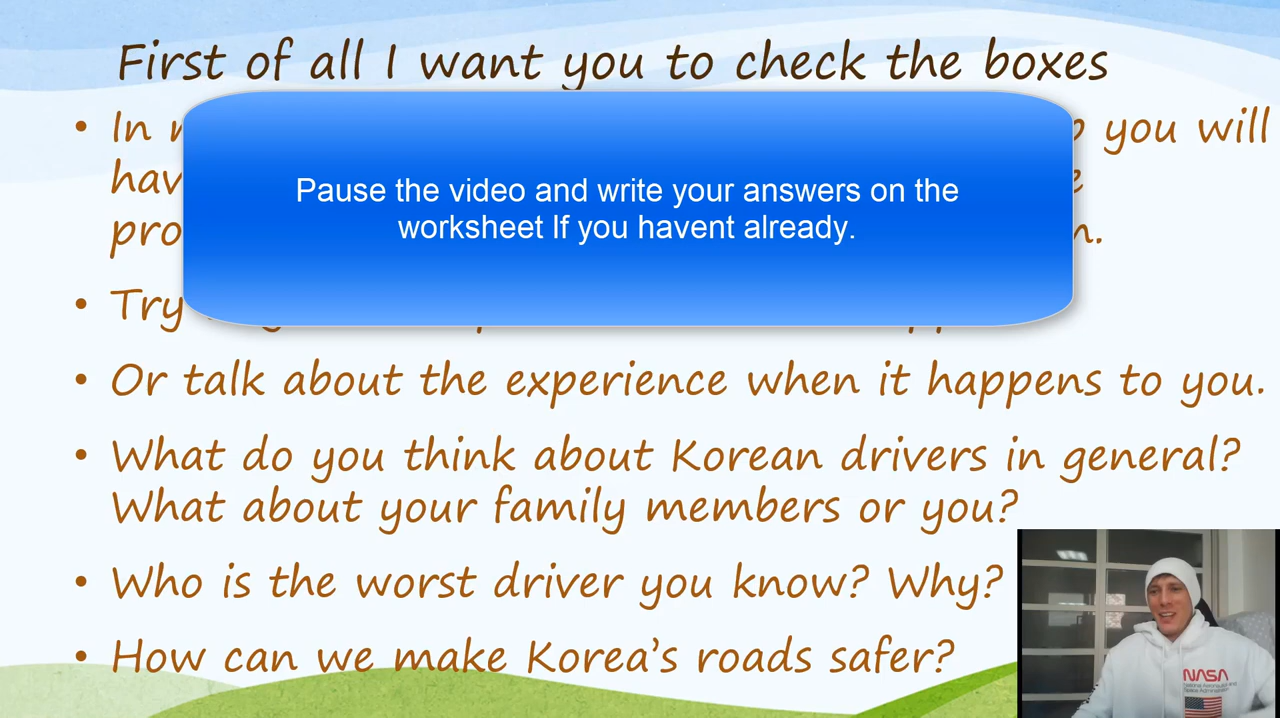 First of all I want you to check the boxes
• In you will
Pause the video and write your answers on the
worksheet If you havent already.
• Try
• Or talk about the experience when it happens to you.
• What do you think about Korean drivers in general?
What about your family members or you?
• Who is the worst driver you know? Why?
• How can we make Korea's roads safer?
NASA